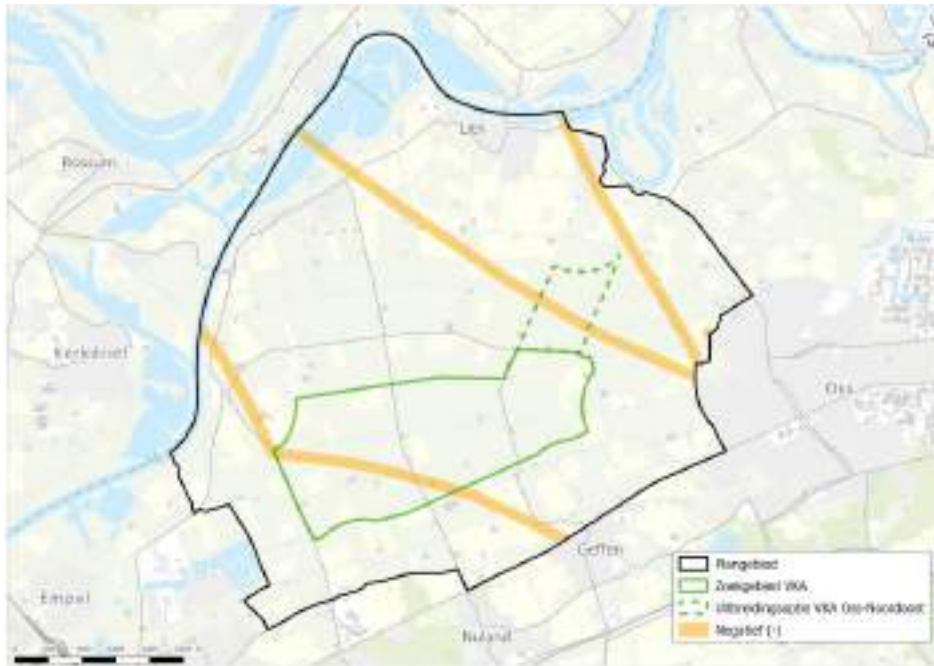 Lith
Rossum
Kerkdriel
Oss
Geffen
Empel
Nuland
Plangebied
Zoekgebied VKA
Uitbreidingsoptie VKA Oss-Noordoost
Negatief (-)